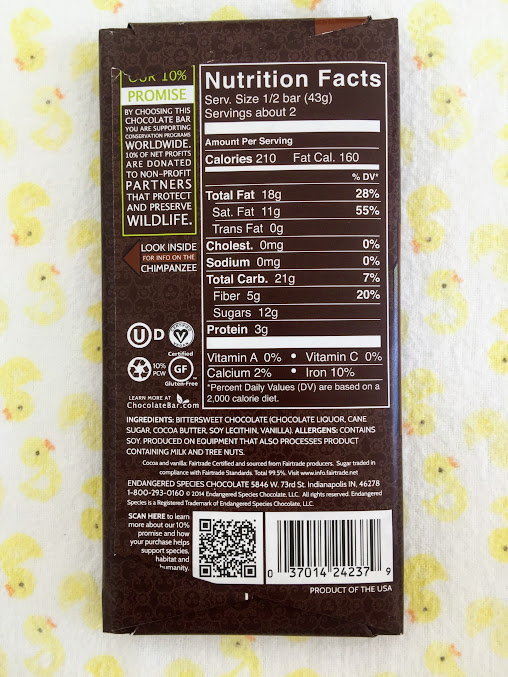 OUR 10%
PROMISE
BY CHOOSING THIS
CHOCOLATE BAR
YOU ARE SUPPORTING
CONSERVATION PROGRAMS
WORLDWIDE.
10% OF NET PROFITS
ARE DONATED
TO NON-PROFIT
PARTNERS
THAT PROTECT
AND PRESERVE
WILDLIFE.
LOOK INSIDE
FOR INFO ON THE
CHIMPANZEE
Nutrition Facts
Serv. Size 1/2 bar (43g)
Servings about 2
Amount Per Serving
Calories 210 Fat Cal. 160
% DV*
Total Fat 18g 28%
Sat. Fat 11g 55%
Trans Fat 0g
Cholest. 0mg 0%
Sodium 0mg 0%
Total Carb. 21g 7%
Fiber 5g 20%
Sugars 12g
Protein 3g
Vitamin A 0% • Vitamin C 0%
Calcium 2% • Iron 10%
*Percent Daily Values (DV) are based on a
2,000 calorie diet.
U D V
Certified
10%
PCW
GF
Gluten-Free
LEARN MORE AT
ChocolateBar.com
INGREDIENTS: BITTERSWEET CHOCOLATE (CHOCOLATE LIQUOR, CANE
SUGAR, COCOA BUTTER, SOY LECITHIN, VANILLA). ALLERGENS: CONTAINS
SOY. PRODUCED ON EQUIPMENT THAT ALSO PROCESSES PRODUCT
CONTAINING MILK AND TREE NUTS.
Cocoa and vanilla: Fairtrade Certified and sourced from Fairtrade producers. Sugar traded in
compliance with Fairtrade Standards. Total 99.5%. Visit www.info.fairtrade.net
ENDANGERED SPECIES CHOCOLATE 5846 W. 73rd St. Indianapolis IN, 46278
1-800-293-0160 © 2014 Endangered Species Chocolate, LLC. All rights reserved. Endangered
Species is a Registered Trademark of Endangered Species Chocolate, LLC.
SCAN HERE to learn
more about our 10%
promise and how
your purchase helps
support species,
habitat and
humanity.
0 37014 24237 9
PRODUCT OF THE USA